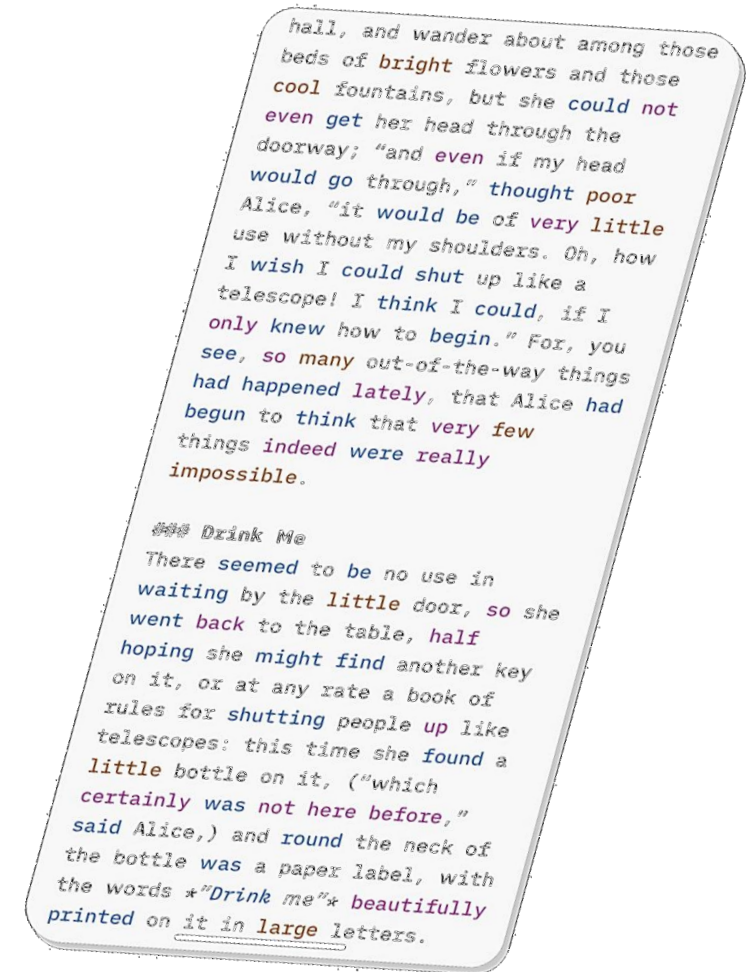 hall, and wander about among those
beds of bright flowers and those
cool fountains, but she could not
even get her head through the
doorway; “and even if my head
would go through,” thought poor
Alice, “it would be of very little
use without my shoulders. Oh, how
I wish I could shut up like a
telescope! I think I could, if I
only knew how to begin.” For, you
see, so many out-of-the-way things
had happened lately, that Alice had
begun to think that very few
things indeed were really
impossible.

### Drink Me
There seemed to be no use in
waiting by the little door, so she
went back to the table, half
hoping she might find another key
on it, or at any rate a book of
rules for shutting people up like
telescopes: this time she found a
little bottle on it, (“which
certainly was not here before,”
said Alice,) and round the neck of
the bottle was a paper label, with
the words *“Drink me”* beautifully
printed on it in large letters.